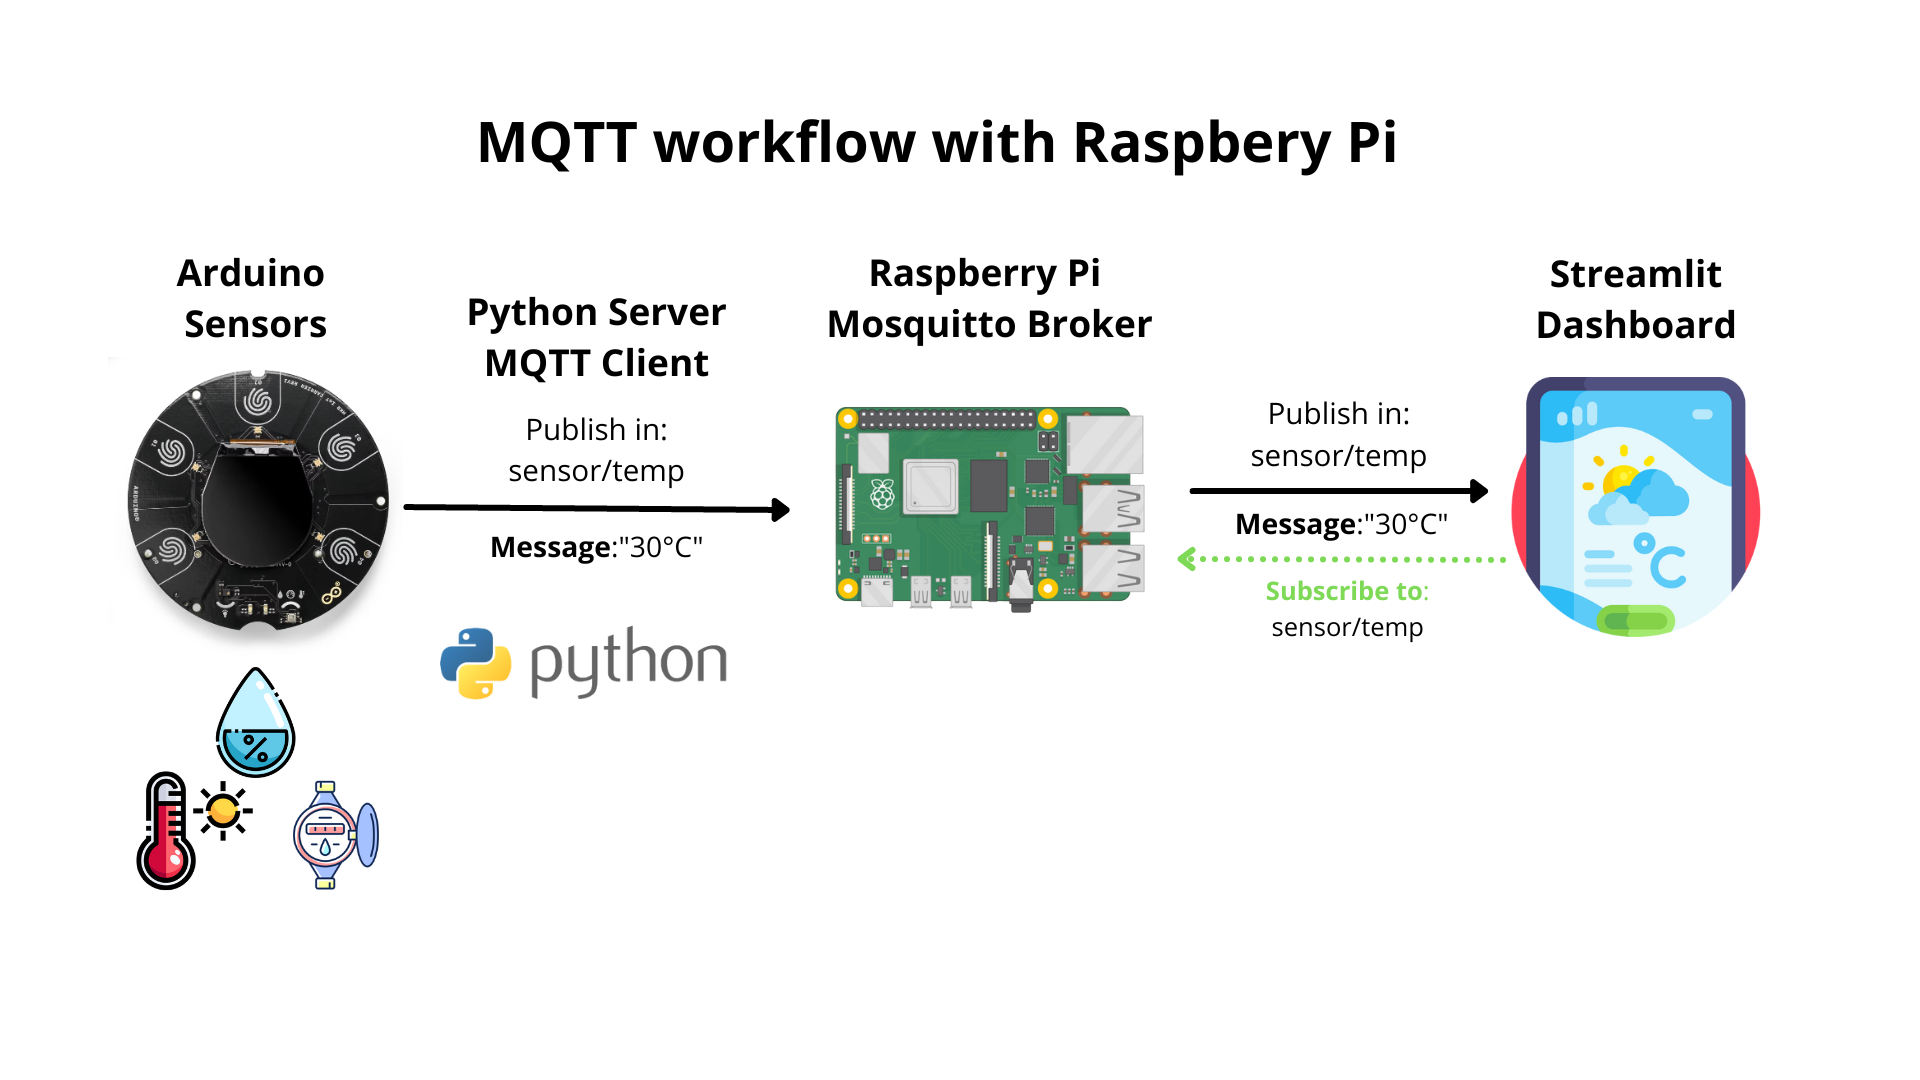 MQTT workflow with Raspbery Pi
Arduino
Sensors
Python Server
MQTT Client
Publish in:
sensor/temp
Message:"30°C"
python
Raspberry Pi
Mosquitto Broker
Publish in:
sensor/temp
Message:"30°C"
Subscribe to:
sensor/temp
Streamlit
Dashboard
°C